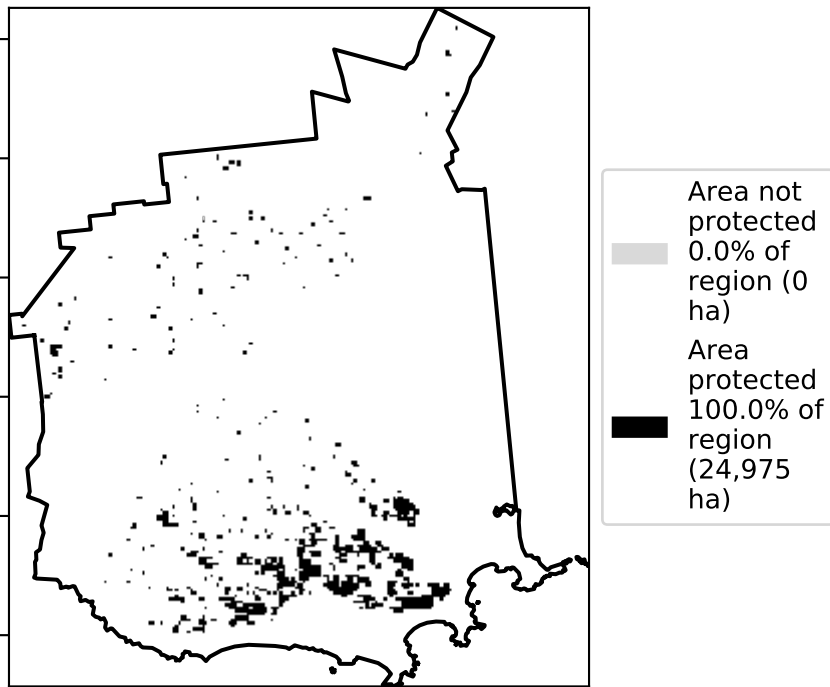 Area not
protected
0.0% of
region (0
ha)
Area
protected
100.0% of
region
(24,975
ha)